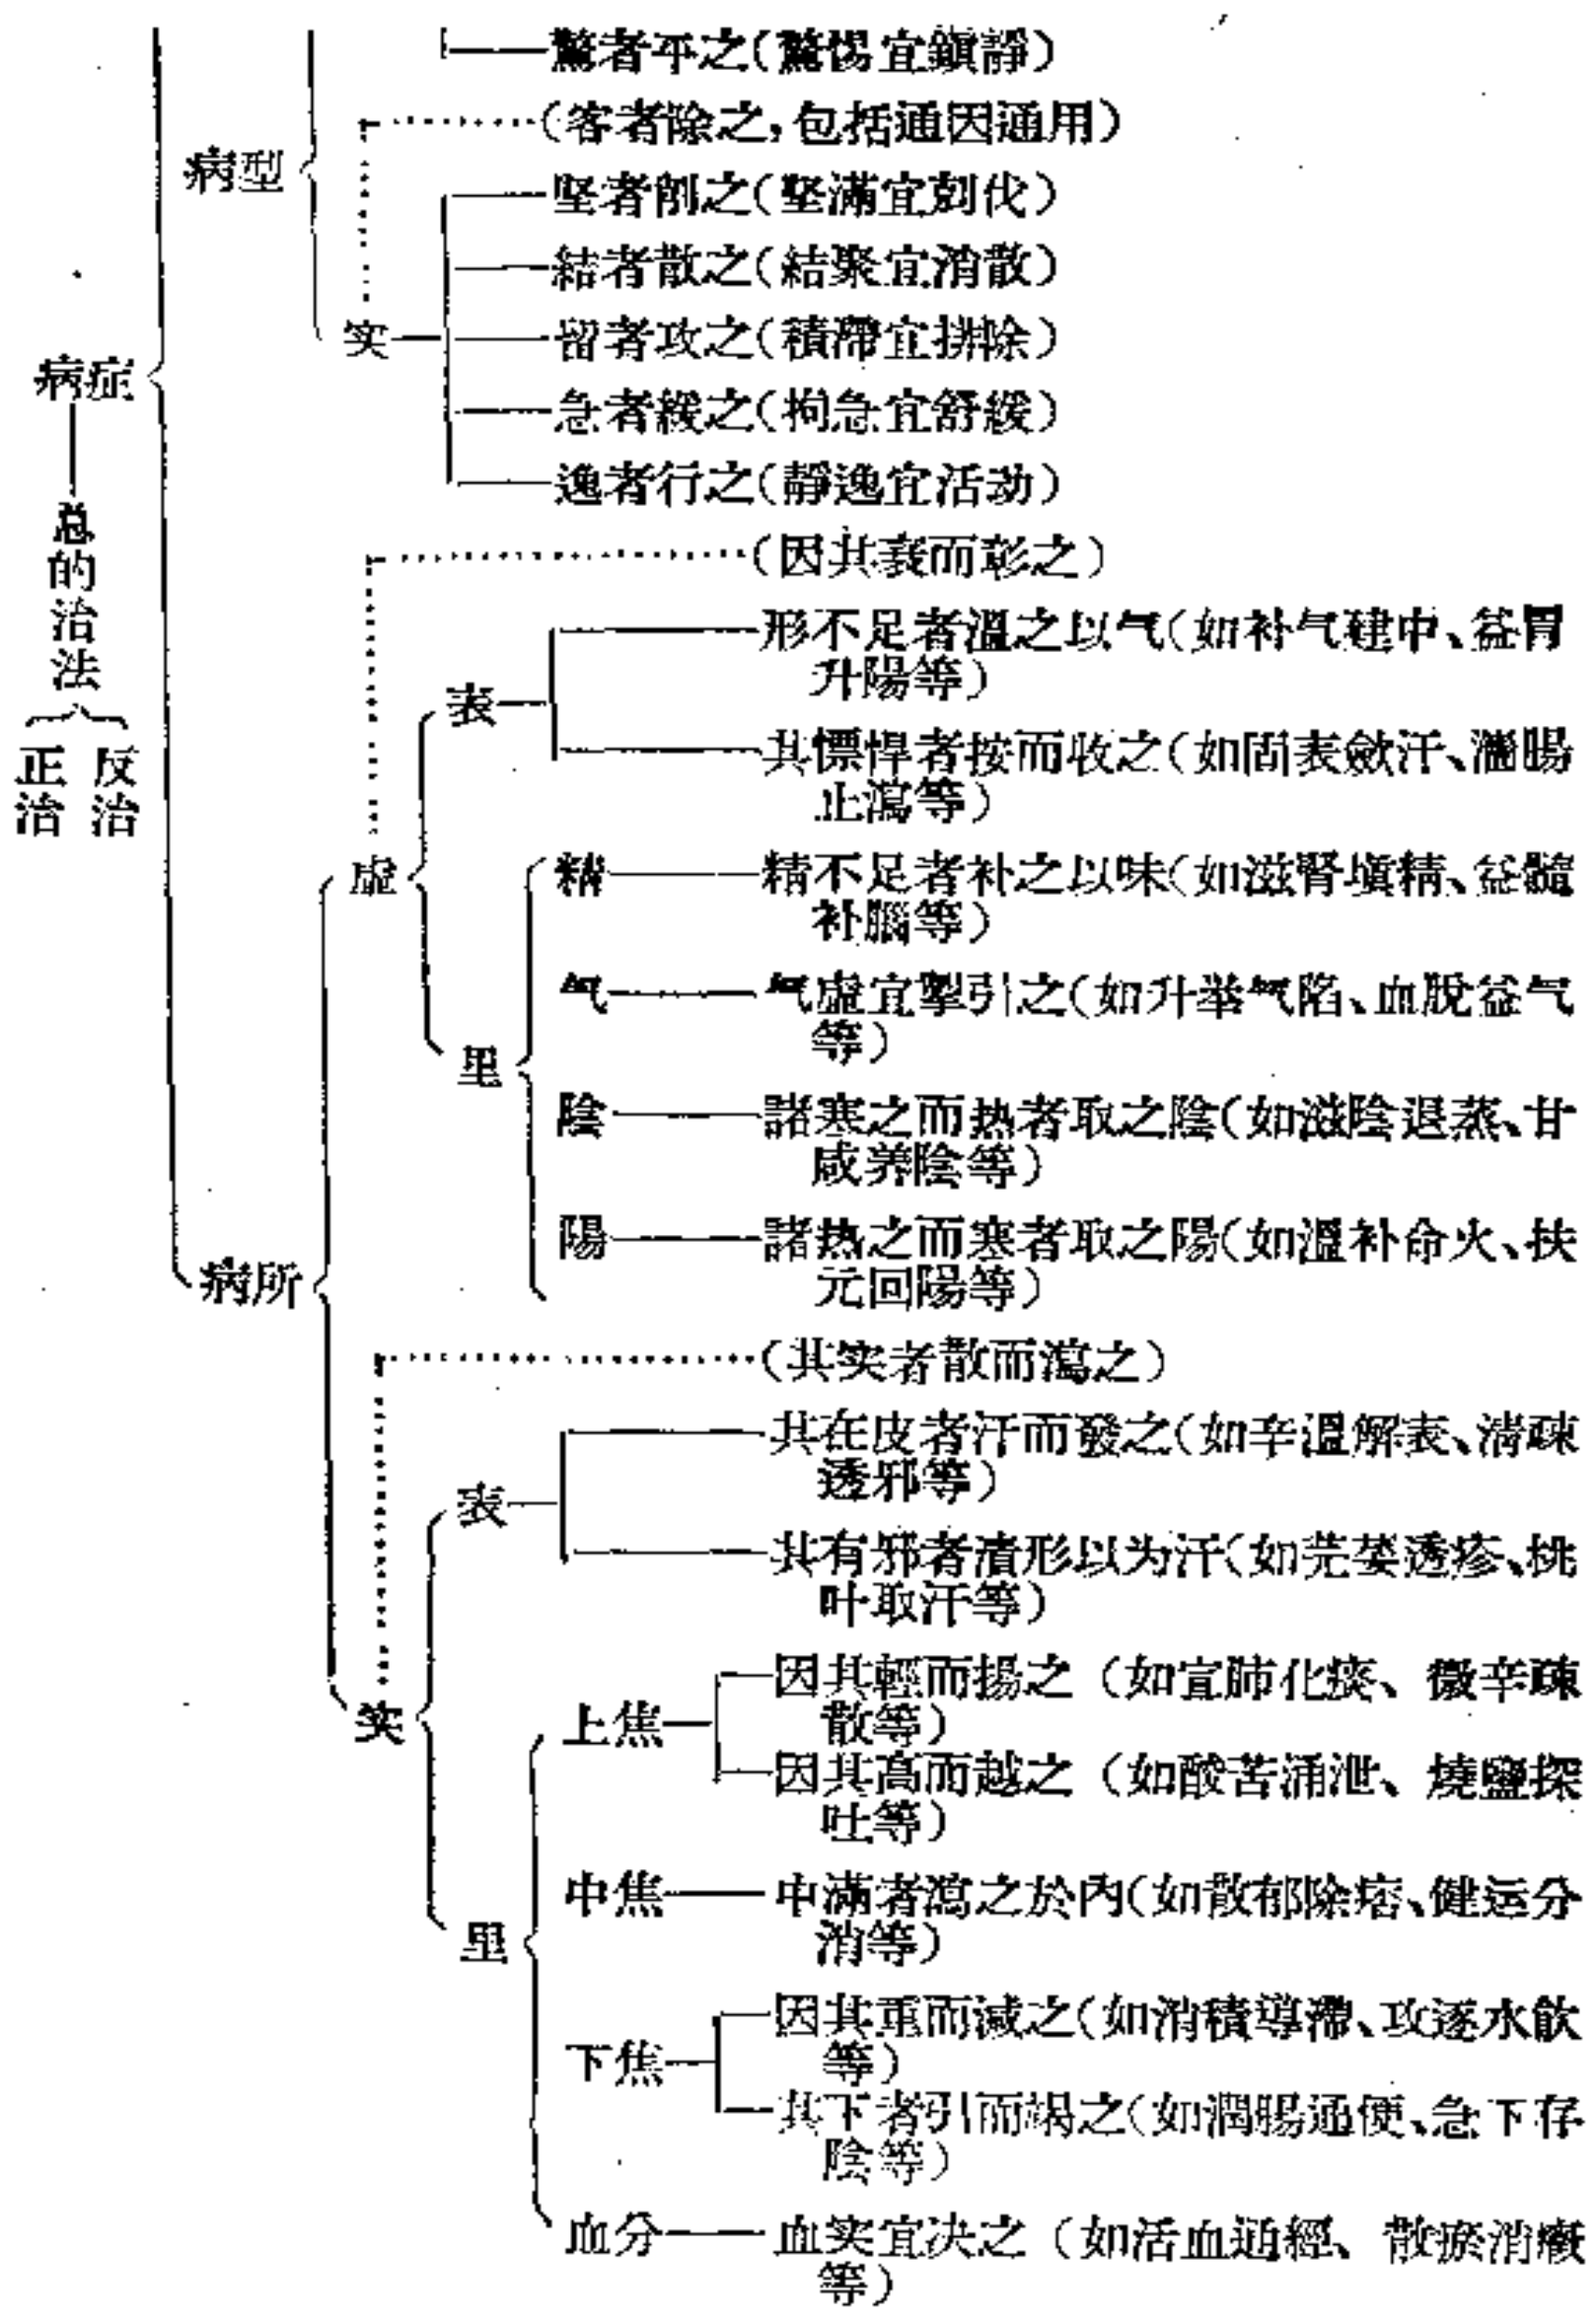 驚者平之(驚惕宜鎭靜)
(客者除之,包括通因通用)
病型
坚者削之(坚滿宜剋伐)
結者散之(結聚宜消散)
实
留者攻之(積滯宜排除)
病症
急者緩之(拘急宜舒緩)
逸者行之(靜逸宜活动)
总的治法
正治
反治
(因其衰而彰之)
形不足者溫之以气(如补气建中、益胃
升陽等)
表
其慓悍者按而收之(如固表斂汗、濇腸
止瀉等)
虛
精
精不足者补之以味(如滋腎塡精、益髓
补腦等)
气
气虛宜掣引之(如升举气陷、血脫益气
等)
里
陰
諸寒之而热者取之陰(如滋陰退蒸、甘
咸养陰等)
陽
諸热之而寒者取之陽(如溫补命火、扶
元回陽等)
病所
(其实者散而瀉之)
其在皮者汗而發之(如辛溫解表、清疎
透邪等)
表
其有邪者漬形以为汗(如芫荽透疹、桃
叶取汗等)
实
上焦
因其輕而揚之(如宣肺化痰、微辛疎
散等)
因其高而越之(如酸苦涌泄、燒鹽探
吐等)
中焦
中滿者瀉之於內(如散郁除痞、健运分
消等)
里
下焦
因其重而減之(如消積導滯、攻逐水飲
等)
其下者引而竭之(如潤腸通便、急下存
陰等)
血分
血实宜决之(如活血通經、散瘀消癥
等)